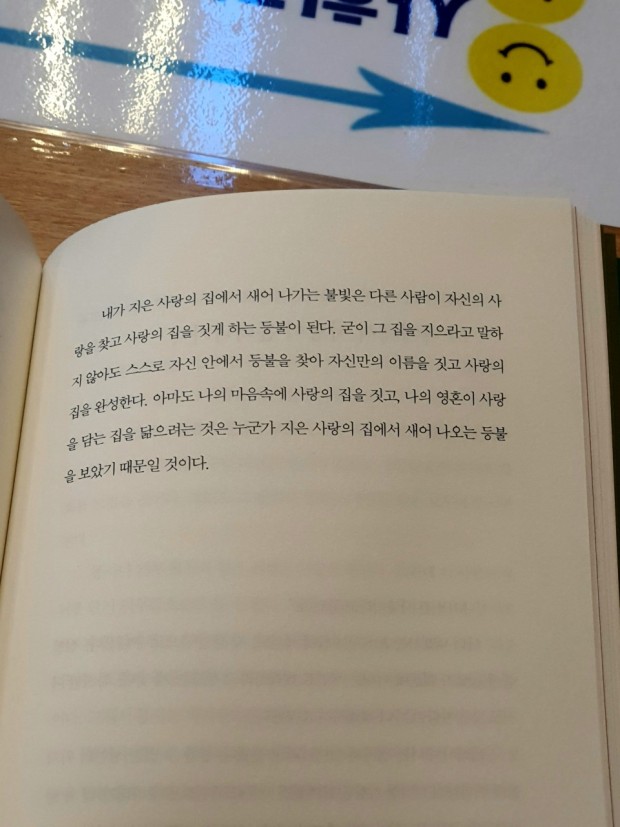 내가 지은 사랑의 집에서 새어 나가는 불빛은 다른 사람이 자신의 사
랑을 찾고 사랑의 집을 짓게 하는 등불이 된다. 굳이 그 집을 지으라고 말하
지 않아도 스스로 자신 안에서 등불을 찾아 자신만의 이름을 짓고 사랑의
집을 완성한다. 아마도 나의 마음속에 사랑의 집을 짓고, 나의 영혼이 사랑
을 담는 집을 닮으려는 것은 누군가 지은 사랑의 집에서 새어 나오는 등불
을 보았기 때문일 것이다.